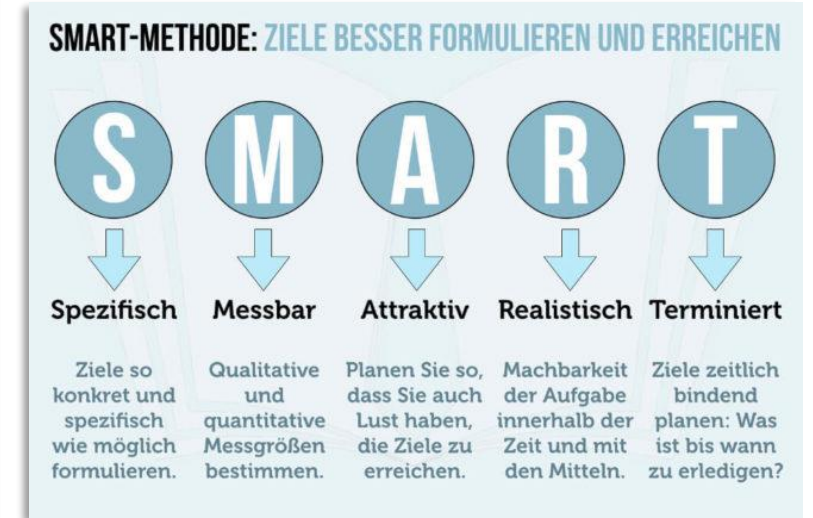 SMART-METHODE: ZIELE BESSER FORMULIEREN UND ERREICHEN
S M A R T
Spezifisch Messbar Attraktiv Realistisch Terminiert
Ziele so
konkret und
spezifisch
wie möglich
formulieren.
Qualitative
und
quantitative
Messgrößen
bestimmen.
Planen Sie so,
dass Sie auch
Lust haben,
die Ziele zu
erreichen.
Machbarkeit
der Aufgabe
innerhalb der
Zeit und mit
den Mitteln.
Ziele zeitlich
bindend
planen: Was
ist bis wann
zu erledigen?